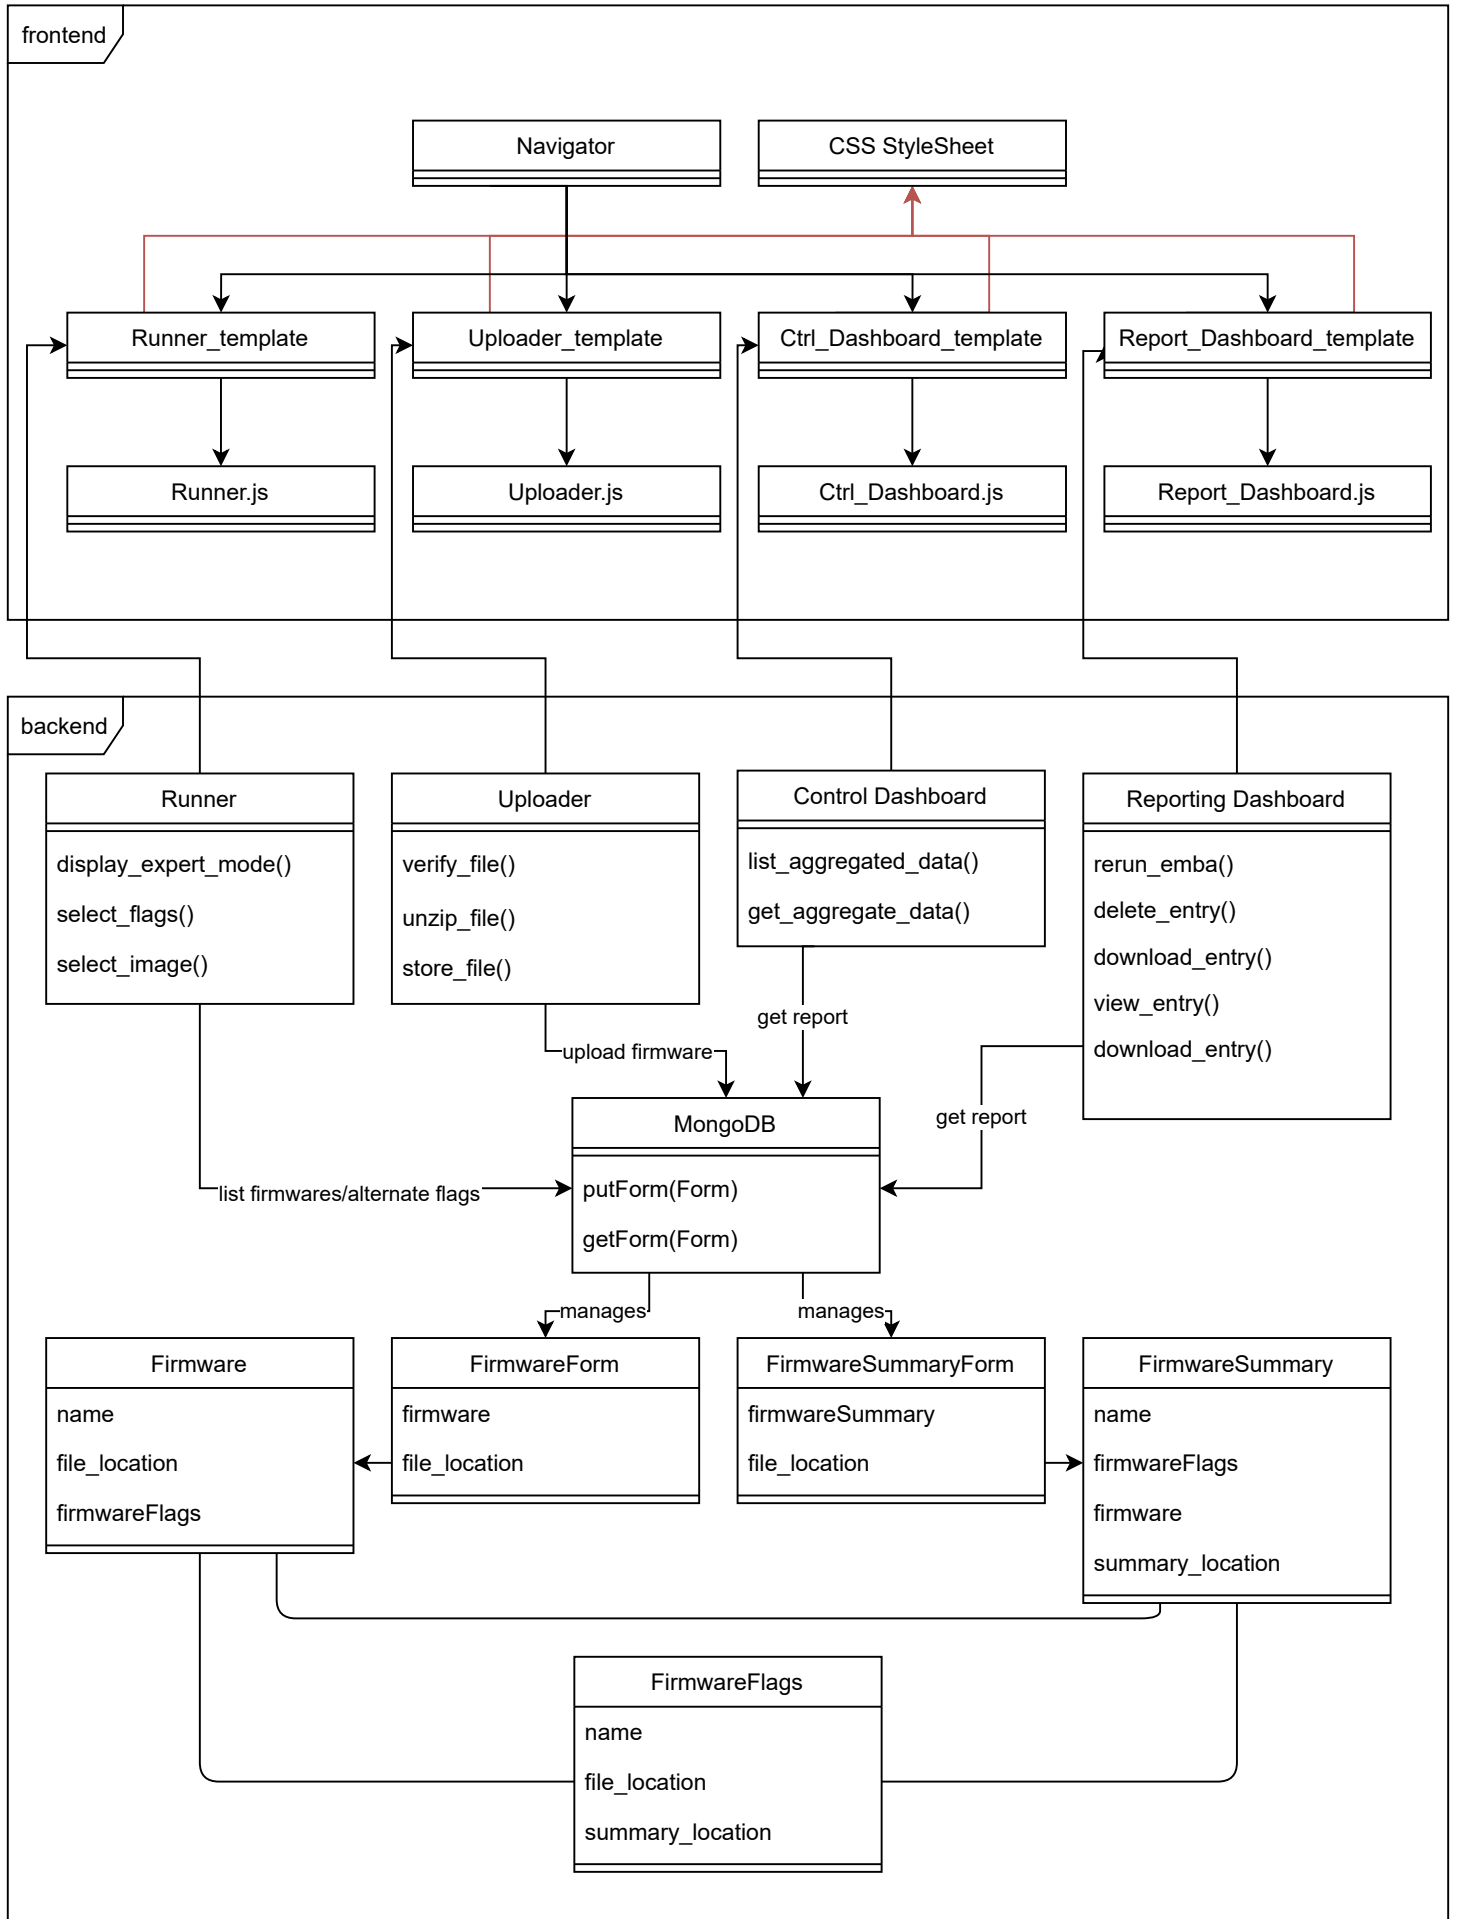 frontend
Navigator
CSS StyleSheet
Runner_template
Uploader_template
Ctrl_Dashboard_template
Report_Dashboard_template
Runner.js
Uploader.js
Ctrl_Dashboard.js
Report_Dashboard.js
backend
Runner
display_expert_mode()
select_flags()
select_image()
Uploader
verify_file()
unzip_file()
store_file()
Control Dashboard
list_aggregated_data()
get_aggregate_data()
Reporting Dashboard
rerun_emba()
delete_entry()
download_entry()
view_entry()
download_entry()
get report
upload firmware
get report
list firmwares/alternate flags
MongoDB
putForm(Form)
getForm(Form)
manages
manages
Firmware
name
file_location
firmwareFlags
FirmwareForm
firmware
file_location
FirmwareSummaryForm
firmwareSummary
file_location
FirmwareSummary
name
firmwareFlags
firmware
summary_location
FirmwareFlags
name
file_location
summary_location